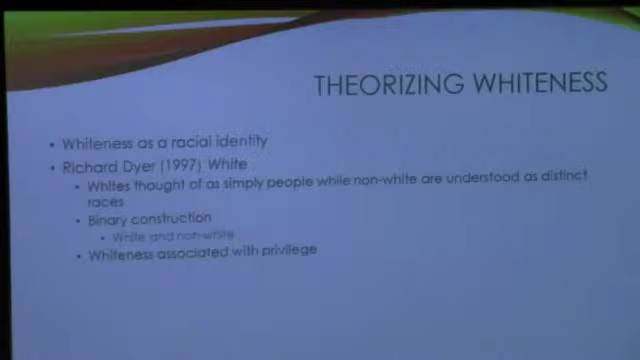 THEORIZING WHITENESS
• Whiteness as a racial identity
• Richard Dyer (1997) White
• Whites thought of as simply people while non-white are understood as distinct
races
• Binary construction
• White and non-white
• Whiteness associated with privilege